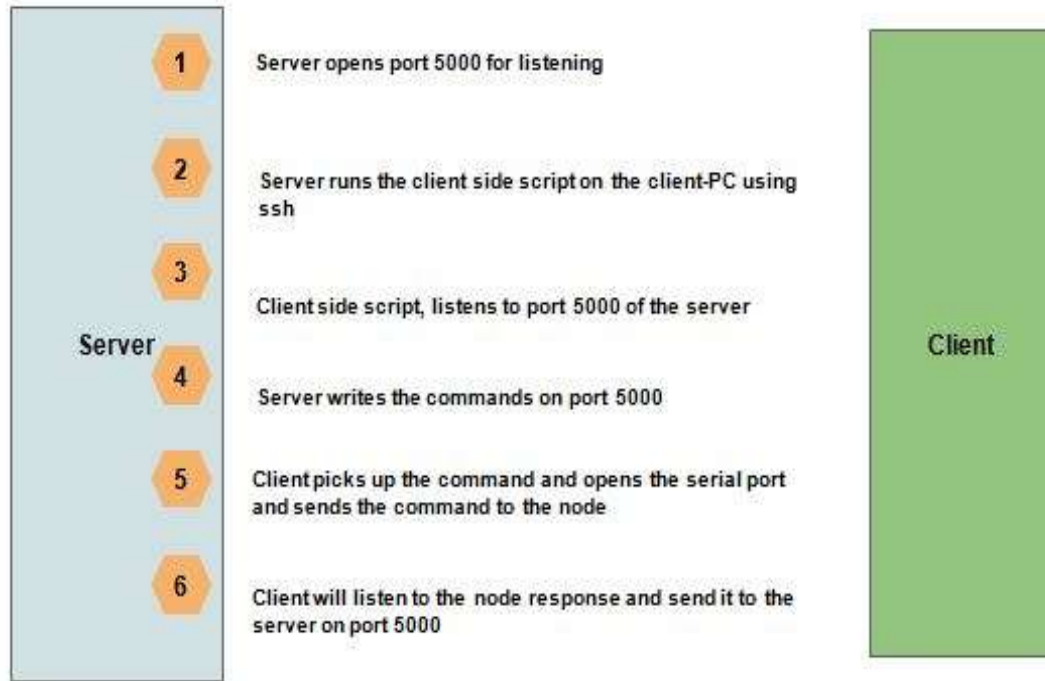 1
Server opens port 5000 for listening
2
Server runs the client side script on the client-PC using
ssh
3
Client side script, listens to port 5000 of the server
Server
Client
4
Server writes the commands on port 5000
5
Client picks up the command and opens the serial port
and sends the command to the node
6
Client will listen to the node response and send it to the
server on port 5000